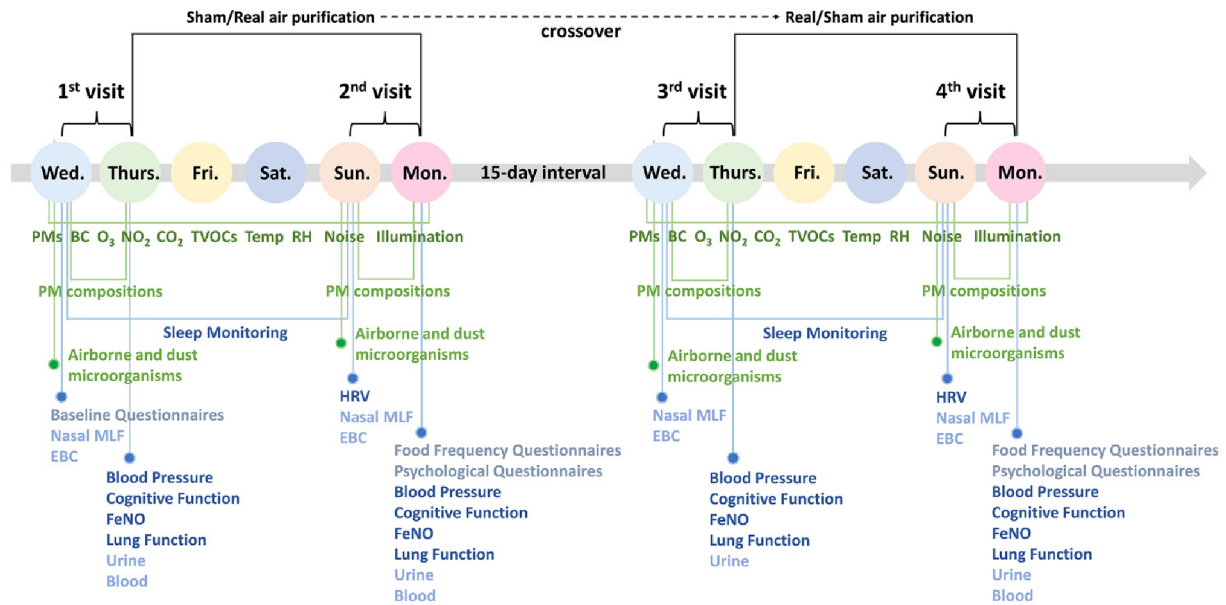 Sham/Real air purification
crossover
Real/Sham air purification
1st visit
2nd visit
3rd visit
4th visit
Wed.
Thurs.
Fri.
Sat.
Sun.
Mon.
15-day interval
Wed.
Thurs.
Fri.
Sat.
Sun.
Mon.
PMs BC O3 NO2 CO2 TVOCs Temp RH Noise Illumination
PM compositions
PM compositions
Sleep Monitoring
Airborne and dust
microorganisms
Airborne and dust
microorganisms
Baseline Questionnaires
Nasal MLF
EBC
HRV
Nasal MLF
EBC
Blood Pressure
Cognitive Function
FeNO
Lung Function
Urine
Blood
Food Frequency Questionnaires
Psychological Questionnaires
Blood Pressure
Cognitive Function
FeNO
Lung Function
Urine
Blood
PMs BC O3 NO2 CO2 TVOCs Temp RH Noise Illumination
PM compositions
PM compositions
Sleep Monitoring
Airborne and dust
microorganisms
Airborne and dust
microorganisms
Nasal MLF
EBC
HRV
Nasal MLF
EBC
Blood Pressure
Cognitive Function
FeNO
Lung Function
Urine
Food Frequency Questionnaires
Psychological Questionnaires
Blood Pressure
Cognitive Function
FeNO
Lung Function
Urine
Blood